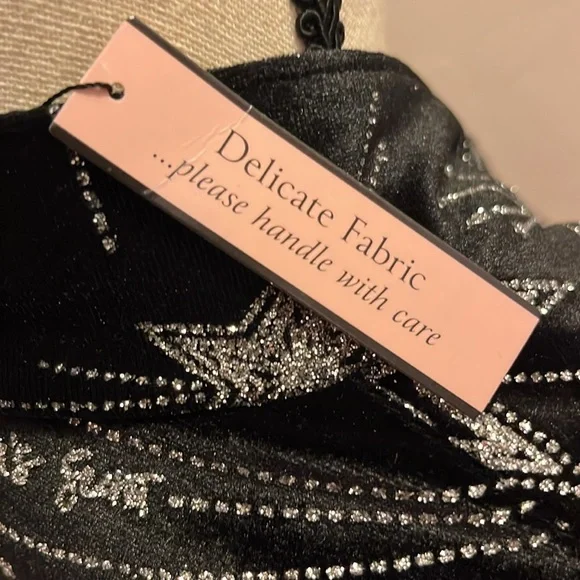 Delicate Fabric
...please handle with care